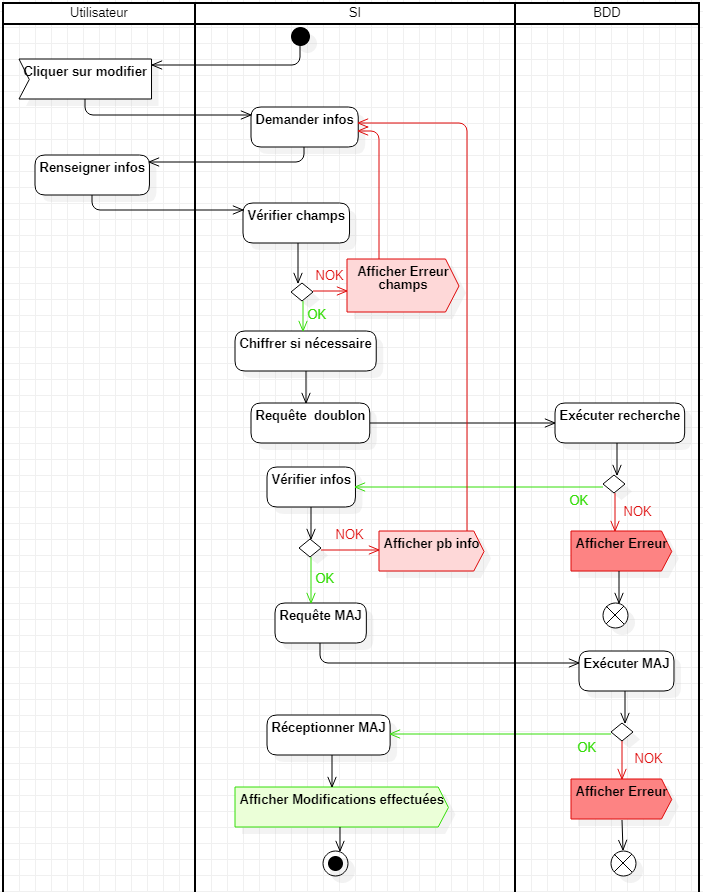 Utilisateur
SI
BDD
Cliquer sur modifier
Demander infos
Renseigner infos
Vérifier champs
NOK
Afficher Erreur
champs
OK
Chiffrer si nécessaire
Requête  doublon
Exécuter recherche
Vérifier infos
OK
NOK
NOK
Afficher pb info
Afficher Erreur
OK
Requête MAJ
Exécuter MAJ
Réceptionner MAJ
OK
NOK
Afficher Modifications effectuées
Afficher Erreur